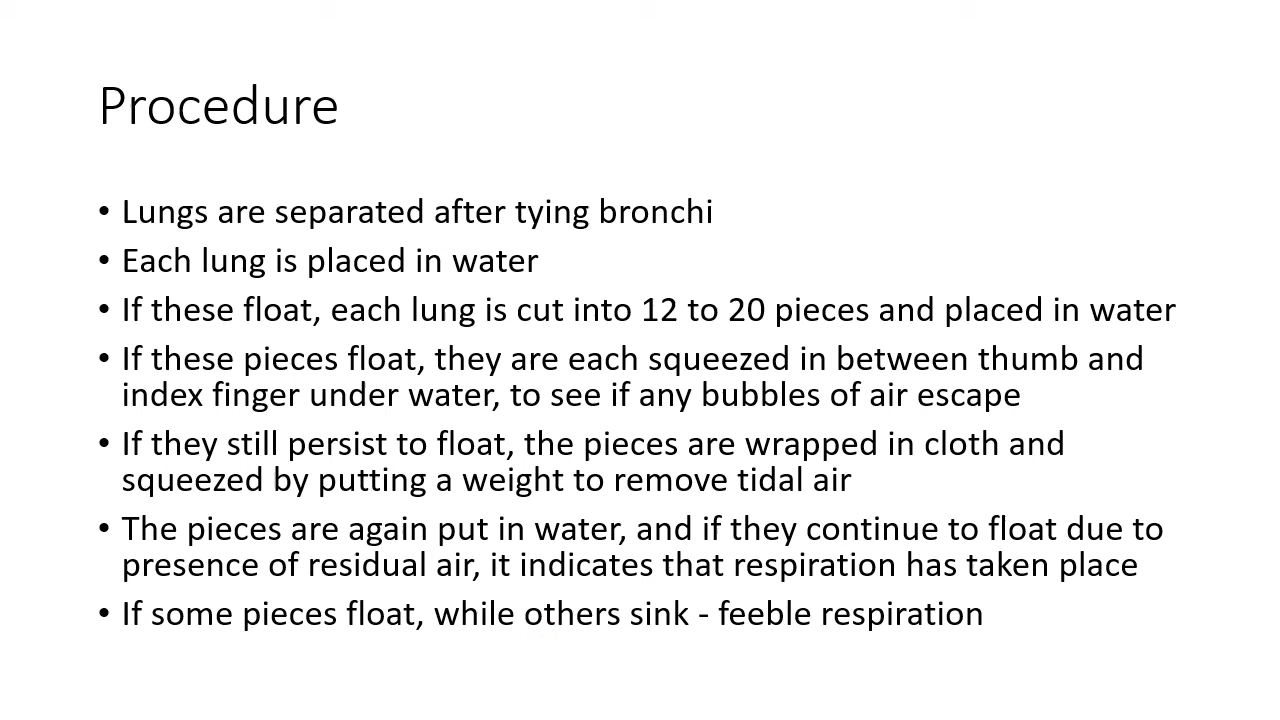 Procedure
• Lungs are separated after tying bronchi
• Each lung is placed in water
• If these float, each lung is cut into 12 to 20 pieces and placed in water
• If these pieces float, they are each squeezed in between thumb and
index finger under water, to see if any bubbles of air escape
• If they still persist to float, the pieces are wrapped in cloth and
squeezed by putting a weight to remove tidal air
• The pieces are again put in water, and if they continue to float due to
presence of residual air, it indicates that respiration has taken place
• If some pieces float, while others sink - feeble respiration